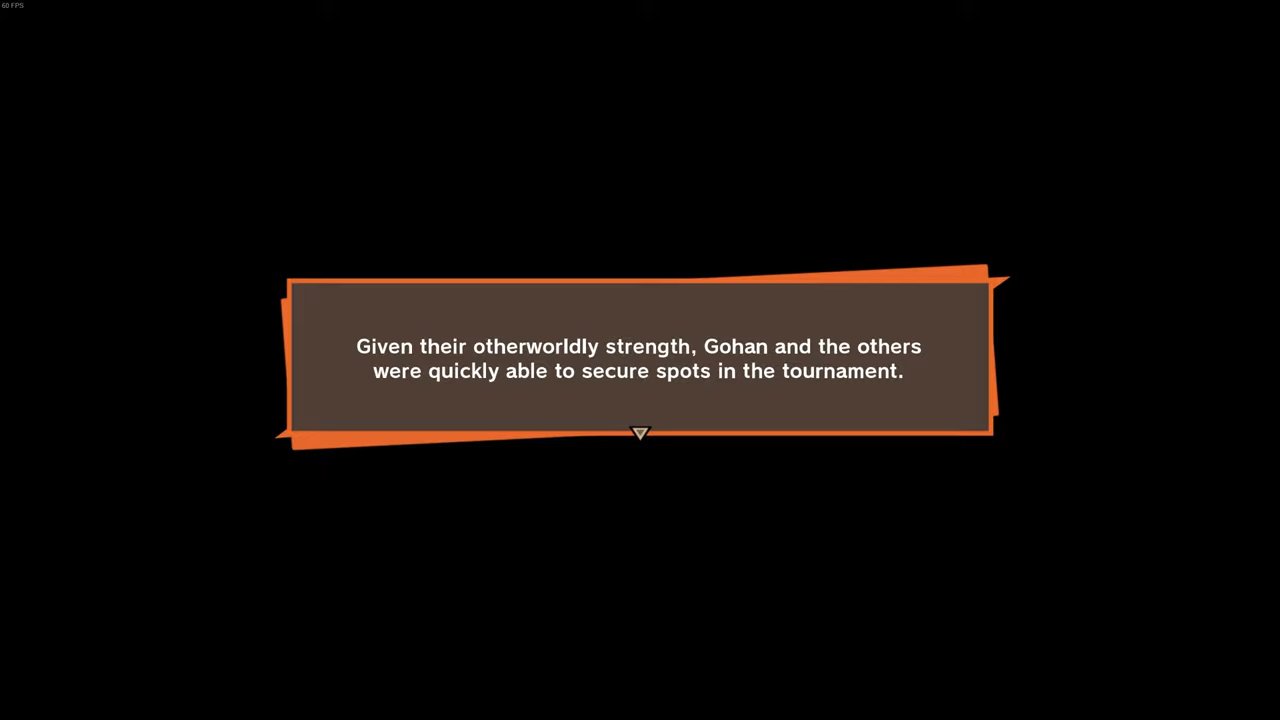 60 FPS
Given their otherworldly strength, Gohan and the others
were quickly able to secure spots in the tournament.